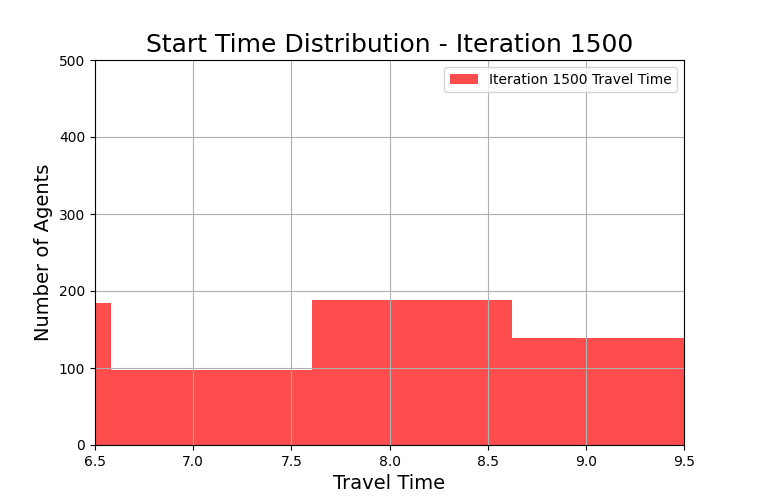 Start Time Distribution - Iteration 1500
Iteration 1500 Travel Time
Number of Agents
500
400
300
200
100
0
6.5 7.0 7.5 8.0 8.5 9.0 9.5
Travel Time